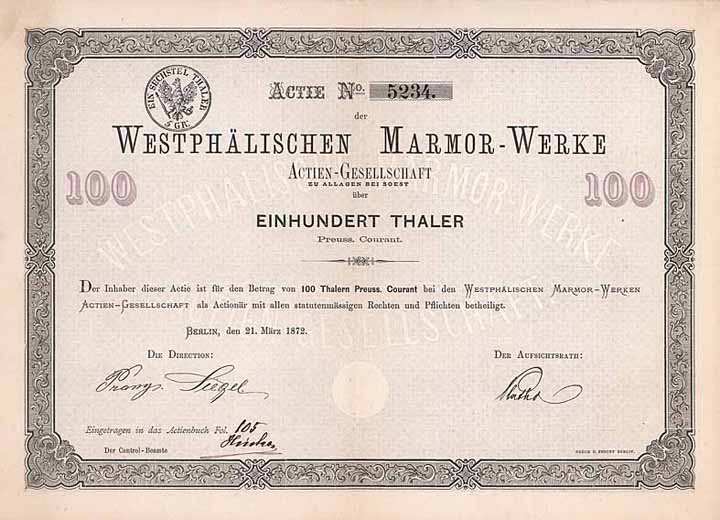 EIN SECHSTEL THALER
5 GR.
ACTIE No. 5234.
der
WESTPHÄLISCHEN MARMOR-WERKE
ACTIEN-GESELLSCHAFT
ZU ALLAGEN BEI SOEST
100 100
über
EINHUNDERT THALER
Preuss. Courant.
Der Inhaber dieser Actie ist für den Betrag von 100 Thalern Preuss. Courant bei den WESTPHÄLISCHEN MARMOR-WERKEN
ACTIEN-GESELLSCHAFT als Actionär mit allen statutenmässigen Rechten und Pflichten betheiligt.
BERLIN, den 21. März 1872.
DIE DIRECTION: DER AUFSICHTSRATH:
Siegel
Eingetragen in das Actienbuch Fol. 105
Der Control-Beamte